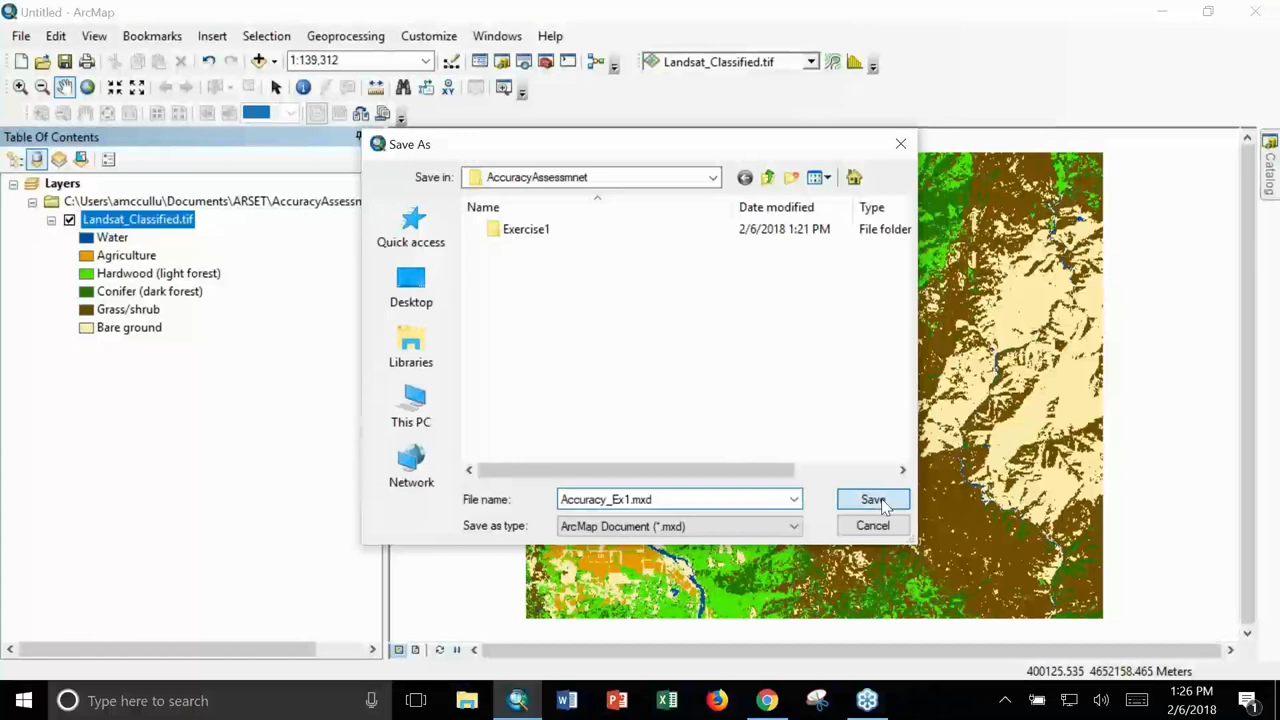 Untitled - ArcMap
File Edit View Bookmarks Insert Selection Geoprocessing Customize Windows Help
1:139,312
Landsat_Classified.tif
Table Of Contents
Layers
C:\Users\amccullu\Documents\ARSET\AccuracyAssessm
Landsat_Classified.tif
Water
Agriculture
Hardwood (light forest)
Conifer (dark forest)
Grass/shrub
Bare ground
Save As
Save in: AccuracyAssessmnet
Name Date modified Type
Exercise1 2/6/2018 1:21 PM File folder
Quick access
Desktop
Libraries
This PC
Network
File name: Accuracy_Ex1.mxd Save
Save as type: ArcMap Document (*.mxd) Cancel
Catalog
400125.535 4652158.465 Meters
Type here to search
1:26 PM
2/6/2018
1